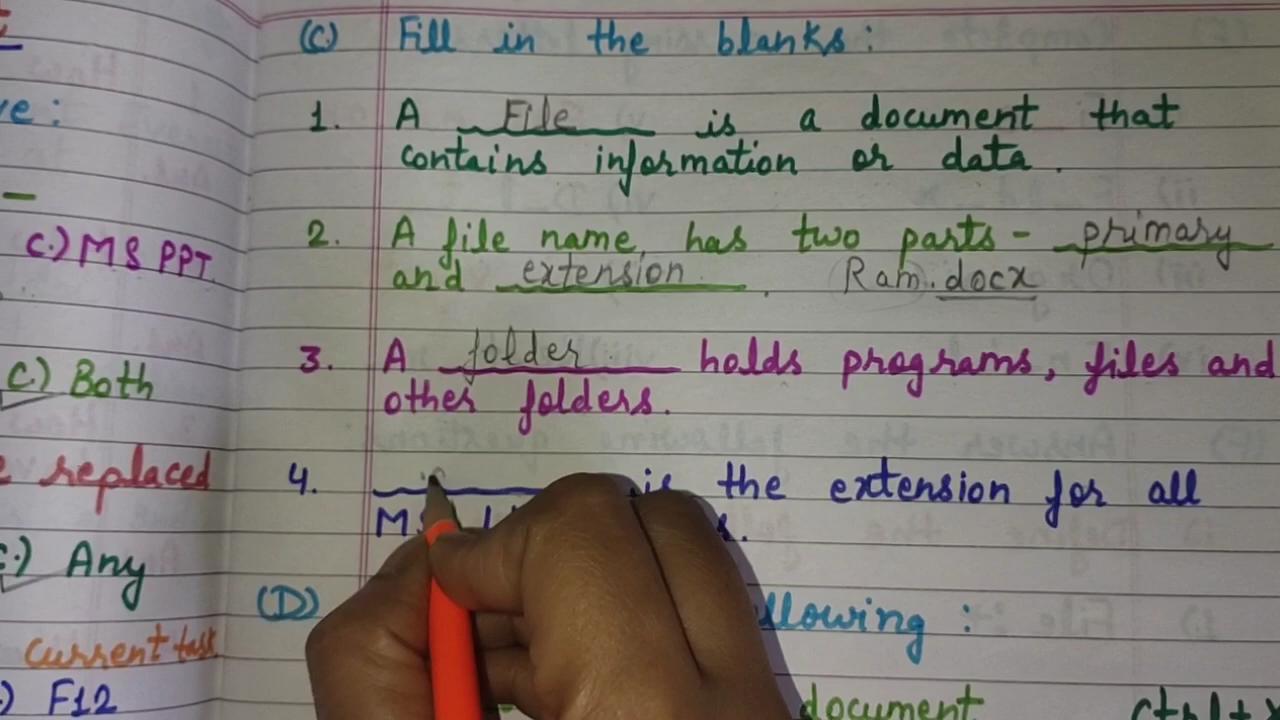 (C) Fill in the blanks:
1. A File is a document that
contains information or data.
2. A file name has two parts - primary
and extension. Ram.docx
3. A folder holds programs, files and
other folders.
4. is the extension for all
(D) llowing :
document ctrl+x
ve:
c.) MS PPT
c) Both
replaced
c.) Any
current task
) F12